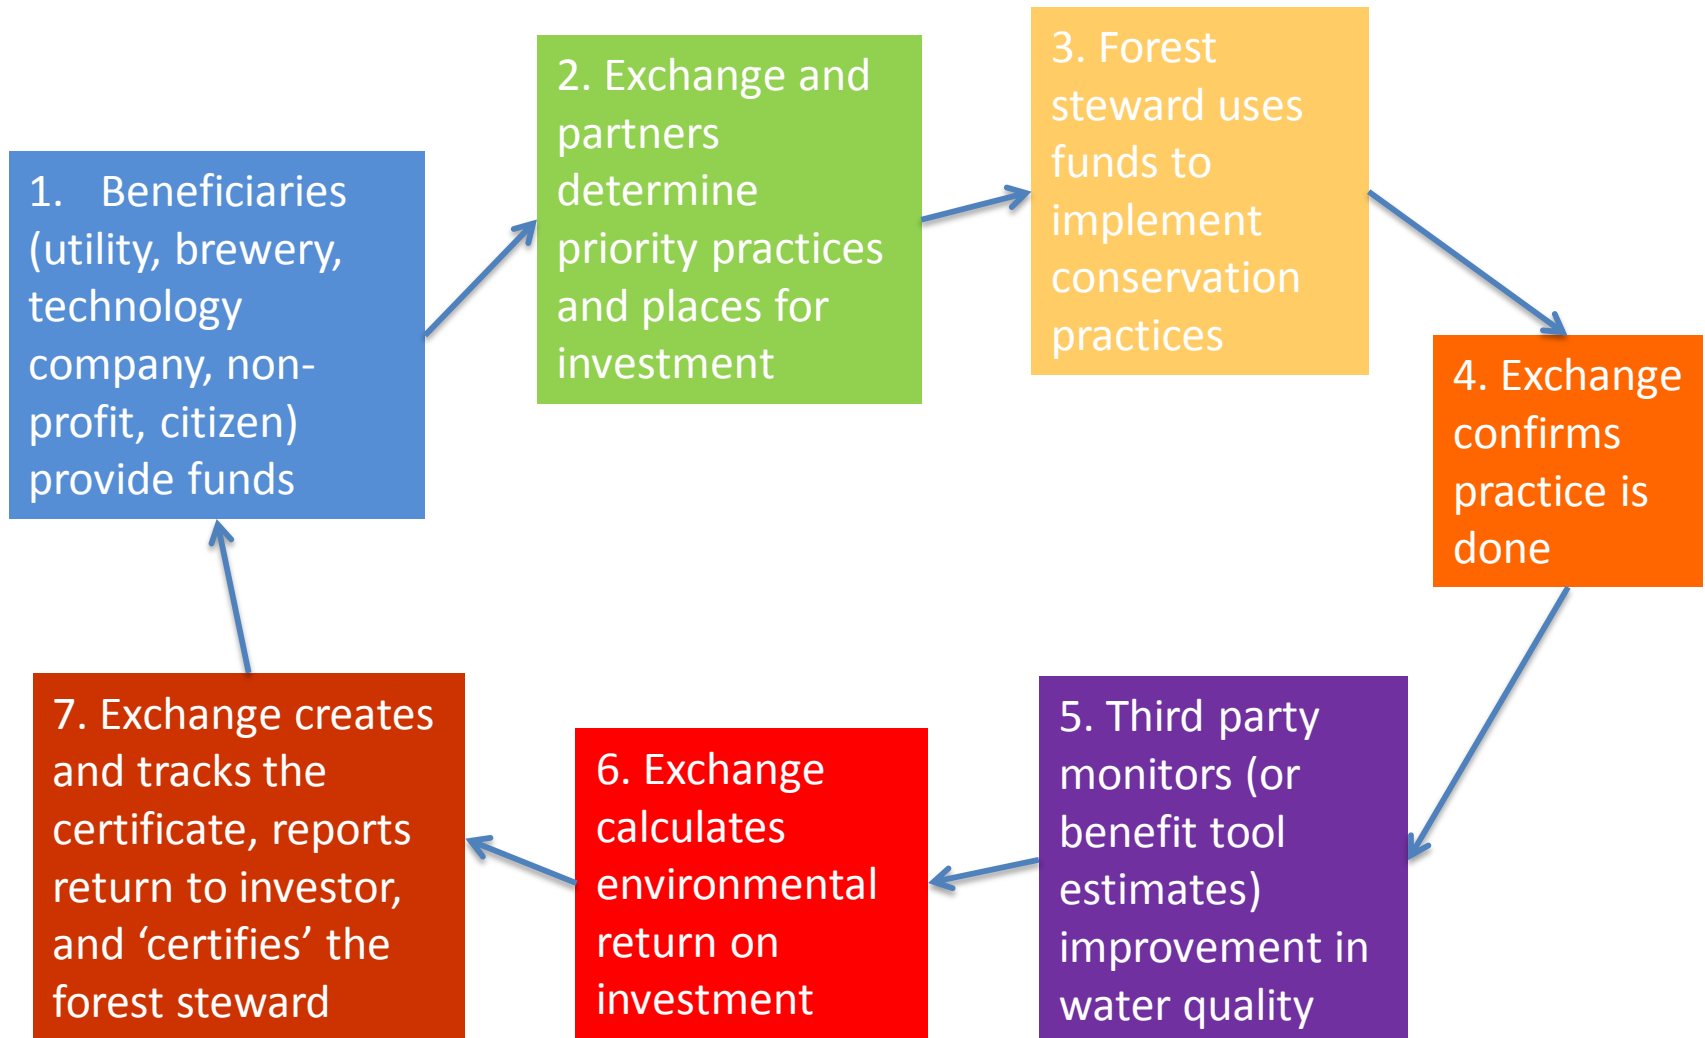 1. Beneficiaries
(utility, brewery,
technology
company, non-
profit, citizen)
provide funds
2. Exchange and
partners
determine
priority practices
and places for
investment
3. Forest
steward uses
funds to
implement
conservation
practices
4. Exchange
confirms
practice is
done
5. Third party
monitors (or
benefit tool
estimates)
improvement in
water quality
6. Exchange
calculates
environmental
return on
investment
7. Exchange creates
and tracks the
certificate, reports
return to investor,
and ‘certifies’ the
forest steward